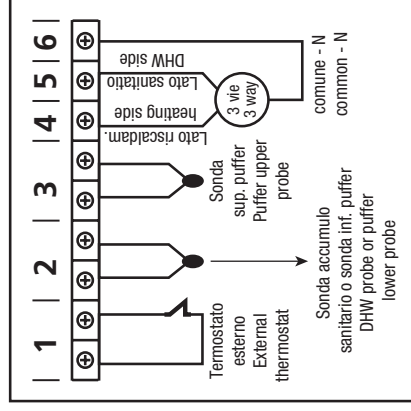 1 2 3 4 5 6
Termostato
esterno
External
thermostat
Sonda accumulo
sanitario o sonda inf. puffer
DHW probe or puffer
lower probe
Sonda
sup. puffer
Puffer upper
probe
Lato riscaldam.
heating side
Lato sanitatio
DHW side
3 vie
3 way
comune - N
common - N